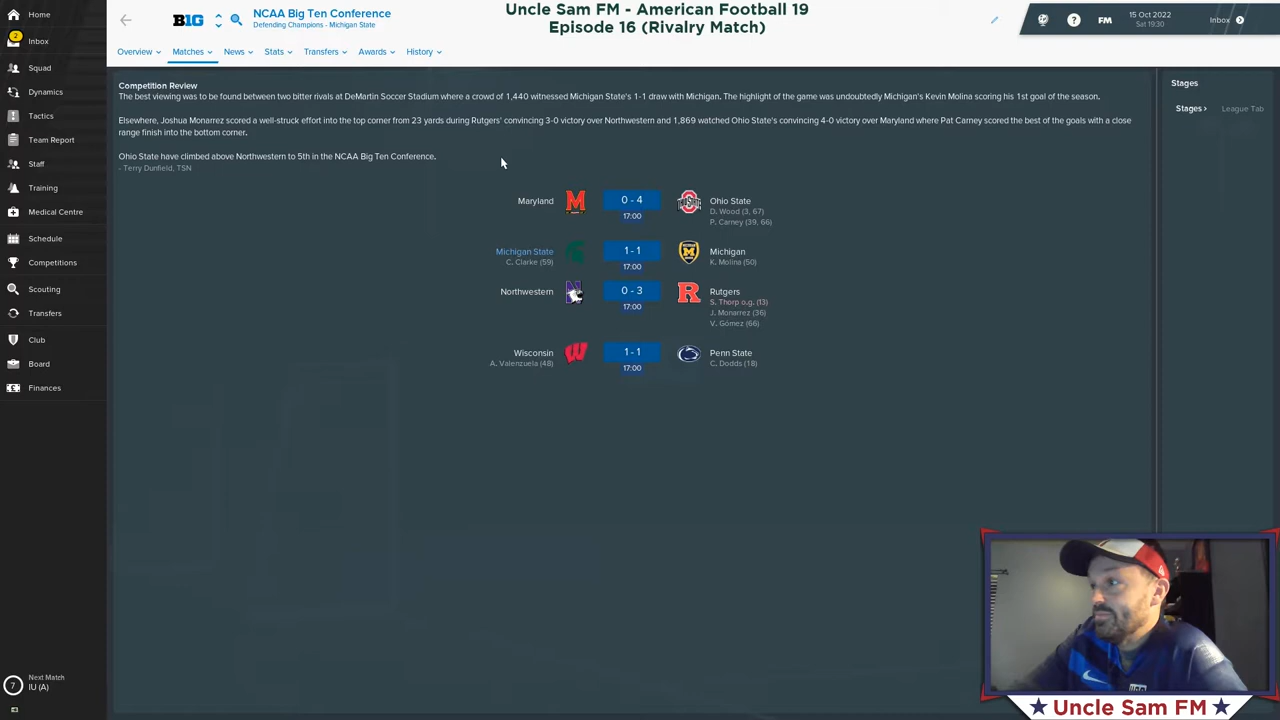 Home
2
Inbox
Squad
Dynamics
Tactics
Team Report
Staff
Training
Medical Centre
Schedule
Competitions
Scouting
Transfers
Club
Board
Finances
7
Next Match
IU (A)
B1G
NCAA Big Ten Conference
Defending Champions - Michigan State
Uncle Sam FM - American Football 19
Episode 16 (Rivalry Match)
?
FM
15 Oct 2022
Sat 19:30
Inbox
Overview
Matches
News
Stats
Transfers
Awards
History
Competition Review
The best viewing was to be found between two bitter rivals at DeMartin Soccer Stadium where a crowd of 1,440 witnessed Michigan State's 1-1 draw with Michigan. The highlight of the game was undoubtedly Michigan's Kevin Molina scoring his 1st goal of the season.
Elsewhere, Joshua Monarrez scored a well-struck effort into the top corner from 23 yards during Rutgers' convincing 3-0 victory over Northwestern and 1,869 watched Ohio State's convincing 4-0 victory over Maryland where Pat Carney scored the best of the goals with a
close range finish into the bottom corner.
Ohio State have climbed above Northwestern to 5th in the NCAA Big Ten Conference.
- Terry Dunfield, TSN
Stages
Stages > League Tab
Maryland M 0 - 4 Ohio State
17:00
D. Wood (3, 67)
P. Carney (39, 66)
Michigan State 1 - 1 Michigan
C. Clarke (59) K. Molina (50)
17:00
Northwestern N 0 - 3 R Rutgers
17:00
S. Thorp o.g. (13)
J. Monarrez (36)
V. Gómez (66)
Wisconsin W 1 - 1 Penn State
A. Valenzuela (48) C. Dodds (18)
17:00
★ Uncle Sam FM ★